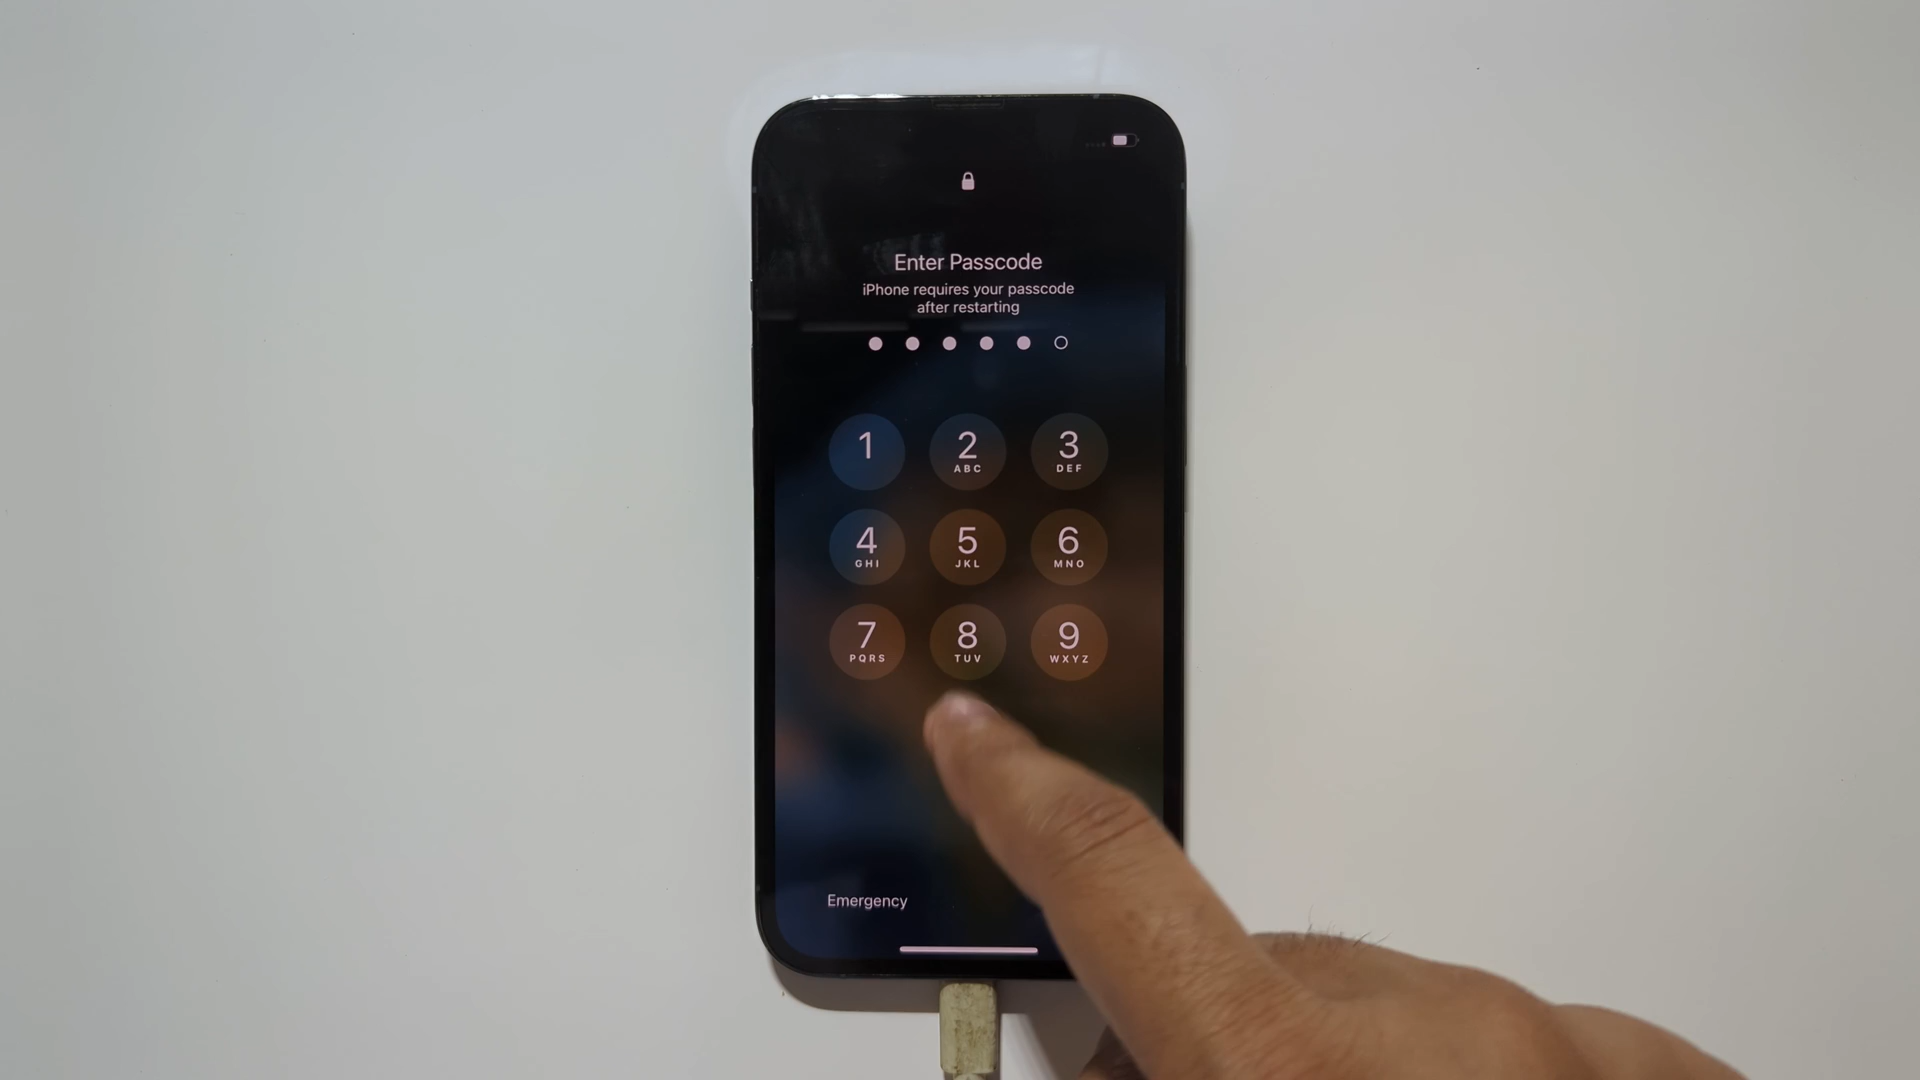 Enter Passcode
iPhone requires your passcode
after restarting
1 2 3
ABC DEF
4 5 6
GHI JKL MNO
7 8 9
PQRS TUV WXYZ
Emergency